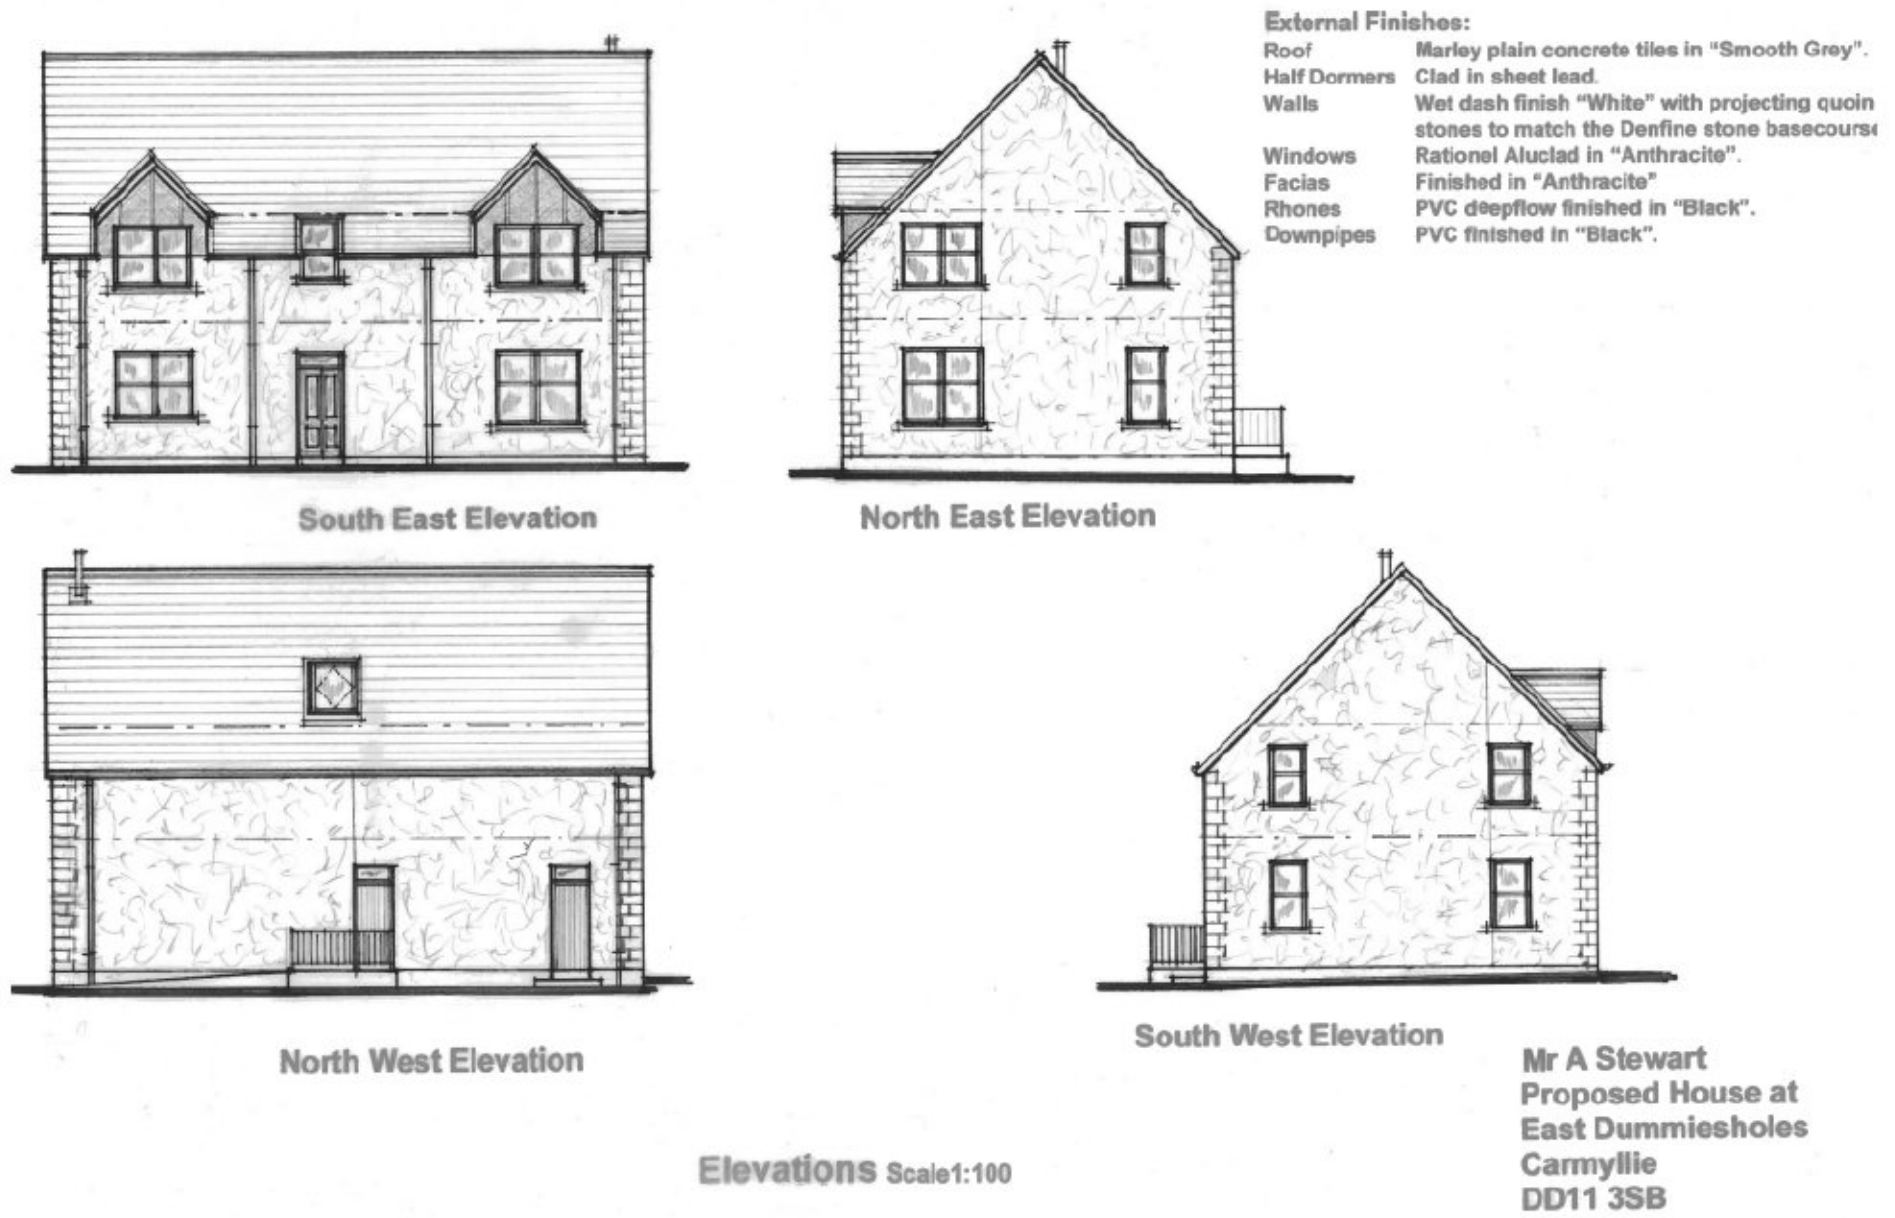 External Finishes:
Roof Marley plain concrete tiles in “Smooth Grey”.
Half Dormers Clad in sheet lead.
Walls Wet dash finish “White” with projecting quoin
stones to match the Denfine stone basecourse
Windows Rationel Aluclad in “Anthracite”.
Facias Finished in “Anthracite”
Rhones PVC deepflow finished in “Black”.
Downpipes PVC finished in “Black”.
South East Elevation
North East Elevation
North West Elevation
South West Elevation
Elevations Scale1:100
Mr A Stewart
Proposed House at
East Dummiesholes
Carmyllie
DD11 3SB